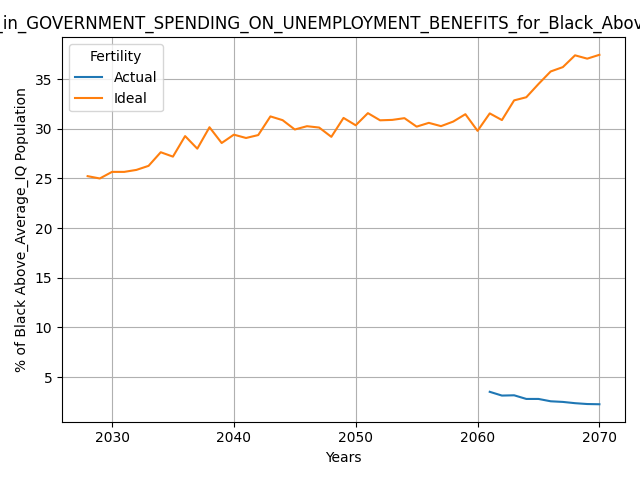 _in_GOVERNMENT_SPENDING_ON_UNEMPLOYMENT_BENEFITS_for_Black_Abov
Fertility
Actual
Ideal
% of Black Above_Average_IQ Population
35
30
25
20
15
10
5
2030 2040 2050 2060 2070
Years